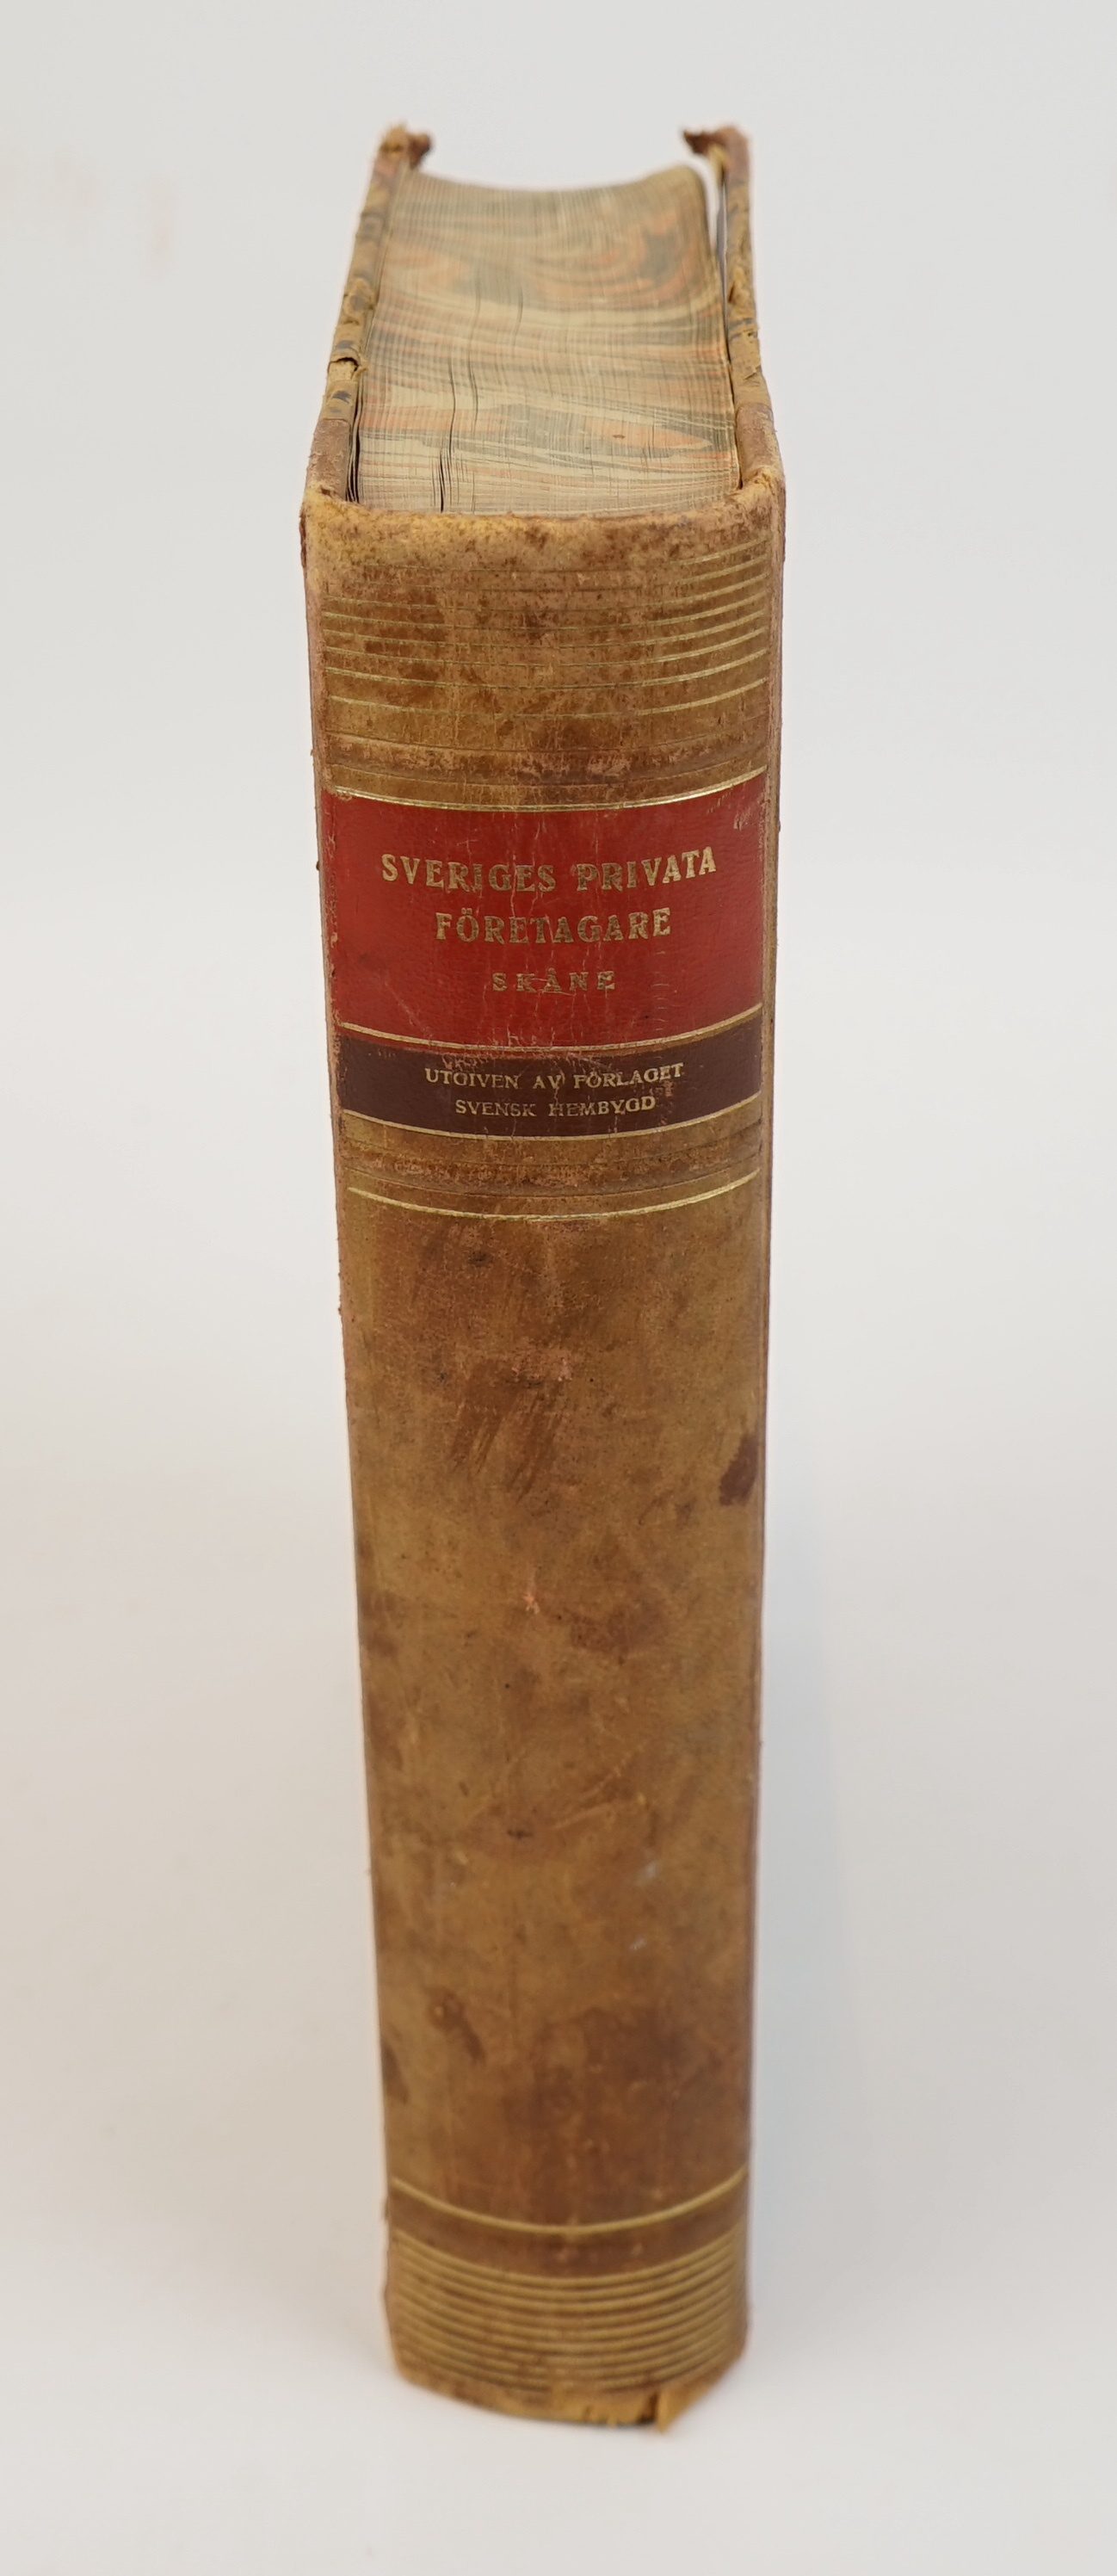 SVERIGES PRIVATA
FÖRETAGARE
SKÅNE
UTGIVEN AV FÖRLAGET
SVENSK HEMBYGD